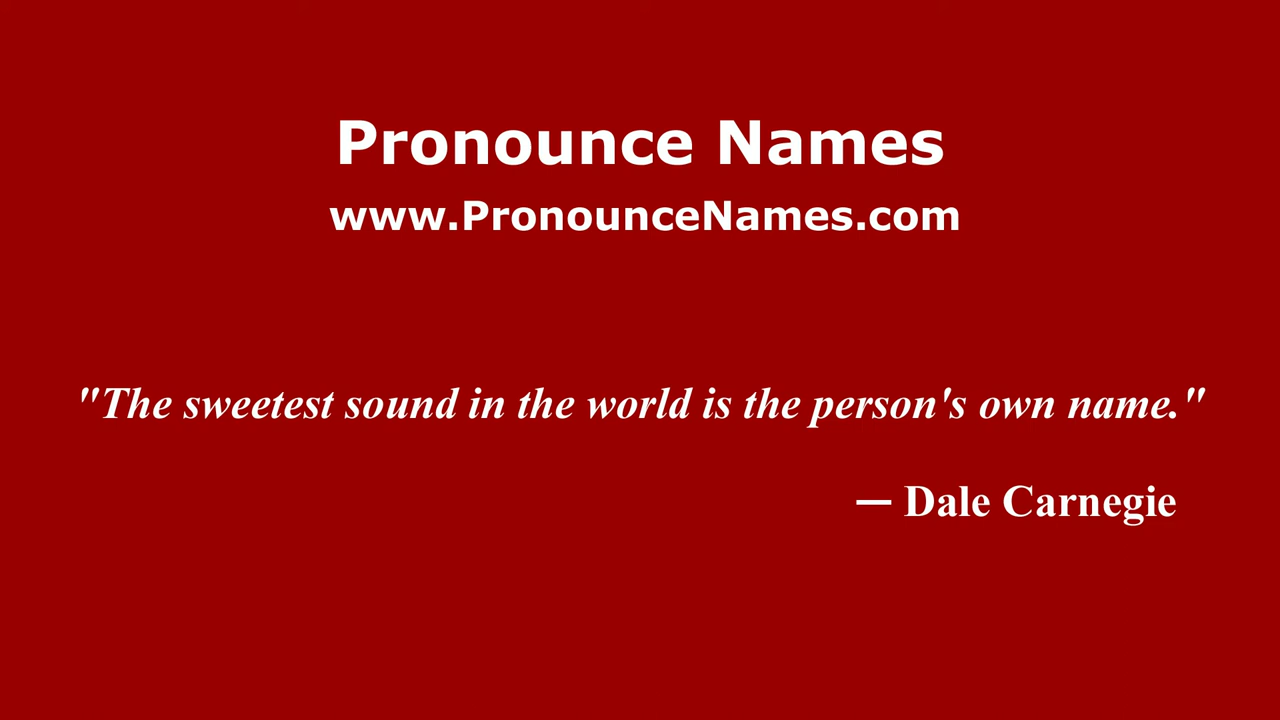 Pronounce Names
www.PronounceNames.com
"The sweetest sound in the world is the person's own name."
— Dale Carnegie